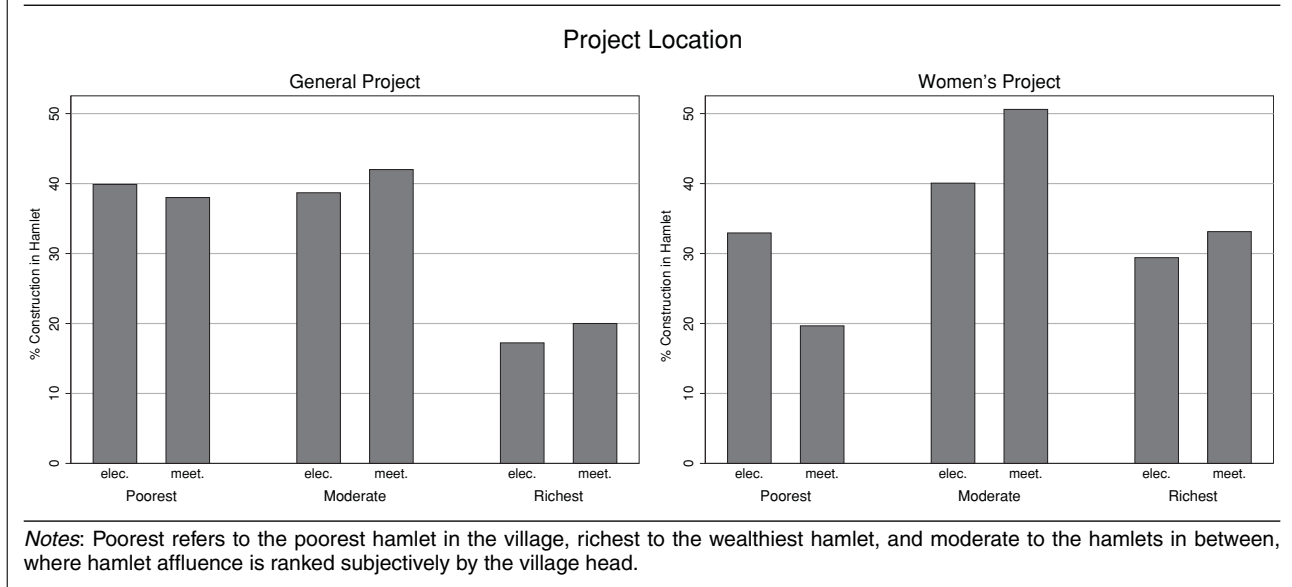 Project Location
General Project
% Construction in Hamlet
50
40
30
20
10
0
elec. meet. elec. meet. elec. meet.
Poorest Moderate Richest
Women's Project
% Construction in Hamlet
50
40
30
20
10
0
elec. meet. elec. meet. elec. meet.
Poorest Moderate Richest
Notes: Poorest refers to the poorest hamlet in the village, richest to the wealthiest hamlet, and moderate to the hamlets in between,
where hamlet affluence is ranked subjectively by the village head.